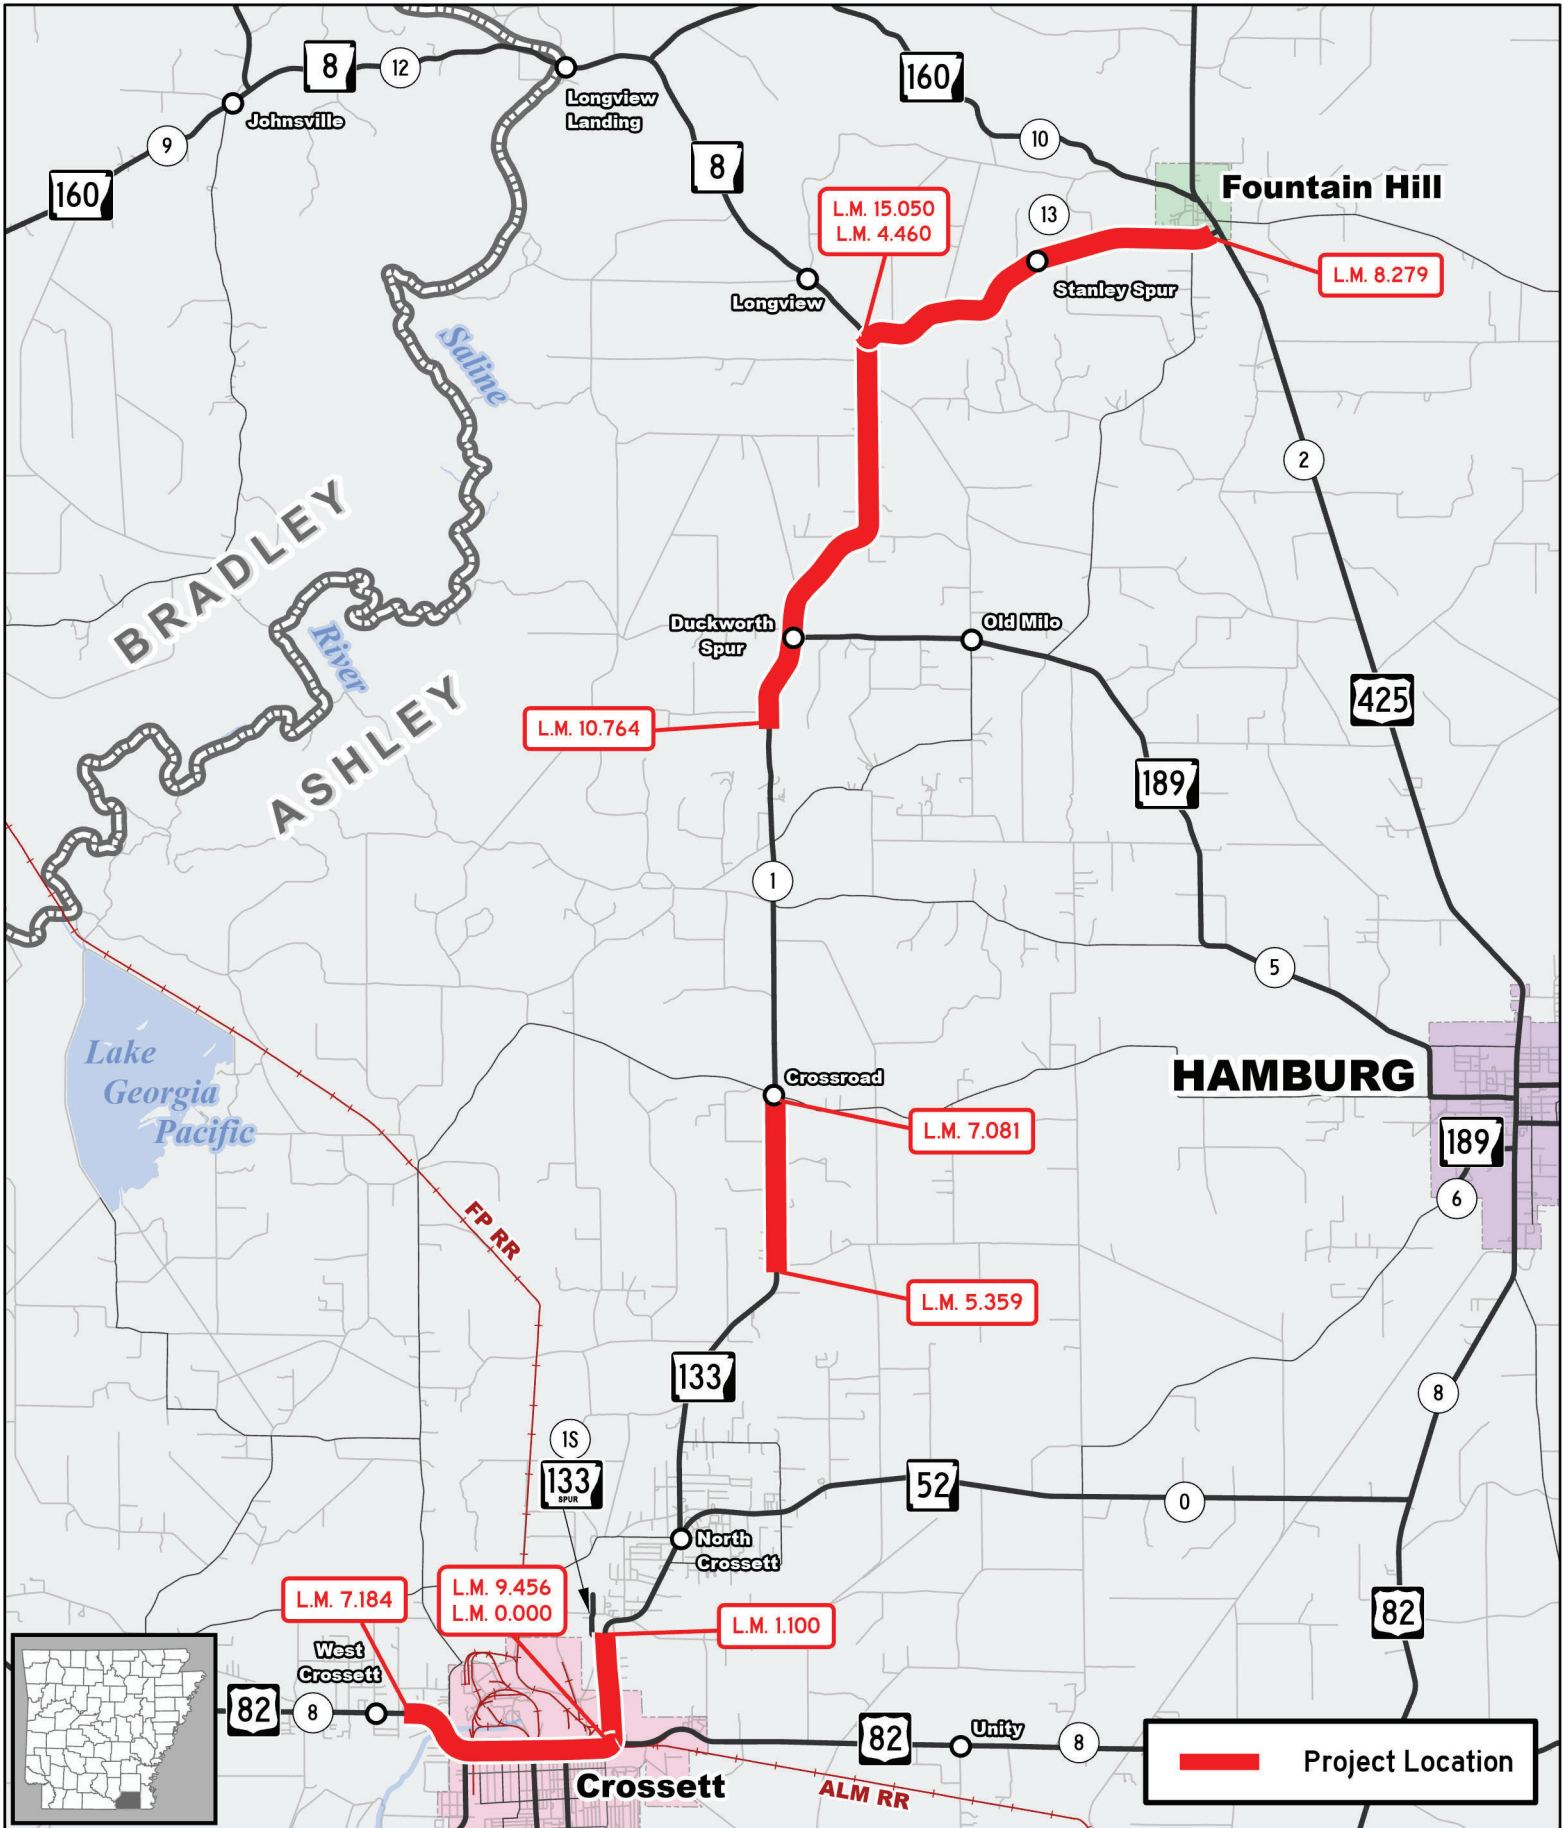 8
12
160
Longview
Landing
Johnsville
9
10
8
160
Fountain Hill
L.M. 15.050
L.M. 4.460
13
L.M. 8.279
Stanley Spur
Longview
Saline
2
BRADLEY
Duckworth
Spur
Old Milo
River
ASHLEY
425
L.M. 10.764
189
1
5
Lake
Georgia
Pacific
Crossroad
HAMBURG
L.M. 7.081
189
6
FP RR
L.M. 5.359
133
8
1S
133
SPUR
52
0
North
Crossett
L.M. 7.184
L.M. 9.456
L.M. 0.000
L.M. 1.100
82
West
Crossett
82
8
82
Unity
8
Project Location
Crossett
ALM RR